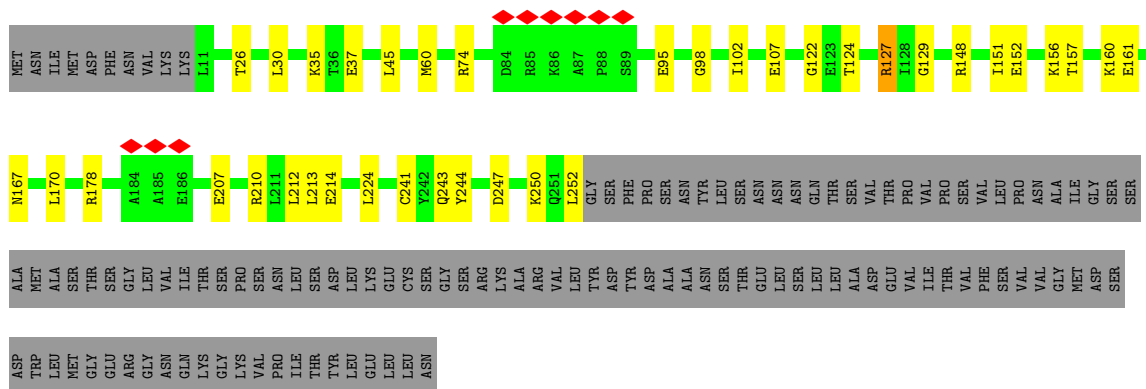 MET ASN ILE MET ASP PHE ASN VAL LYS LYS L11 T26 L30 K35 T36 E37 L45 M60 R74 D84 R85 K86 A87 P88 S89 E95 G98 I102 E107 G122 E123 T124 R127 I128 G129 R148 I151 E152 K156 T157 K160 E161
N167 L170 R178 A184 A185 E186 E207 R210 L211 L212 L213 E214 L224 C241 Y242 Q243 Y244 D247 K250 Q251 L252 GLY SER PHE PRO SER ASN TYR LEU SER ASN ASN ASN GLN THR SER VAL THR PRO VAL PRO SER VAL LEU PRO ASN ALA ILE GLY SER SER
ALA MET ALA SER THR SER GLY LEU VAL ILE THR SER PRO SER ASN LEU SER ASP LEU LYS GLU CYS SER GLY SER ARG LYS ALA ARG VAL LEU TYR ASP TYR ASP ALA ALA ASN SER THR GLU LEU SER LEU LEU ALA ASP GLU VAL ILE THR VAL PHE SER VAL VAL GLY MET ASP SER
ASP TRP LEU MET GLY GLU ARG GLY ASN GLN LYS GLY LYS VAL PRO ILE THR TYR LEU GLU LEU LEU ASN